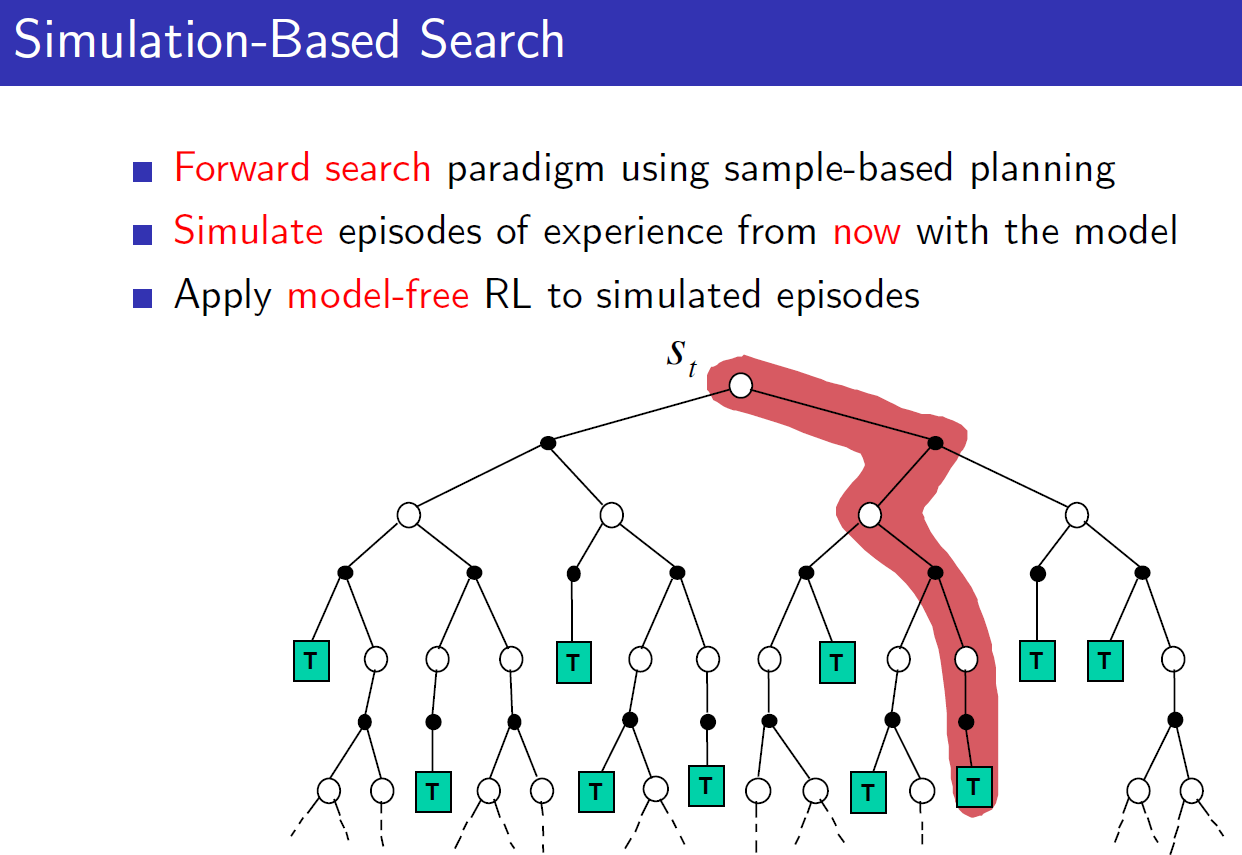 Simulation-Based Search
Forward search paradigm using sample-based planning
Simulate episodes of experience from now with the model
Apply model-free RL to simulated episodes
s_t
T T T T T
T T T T T